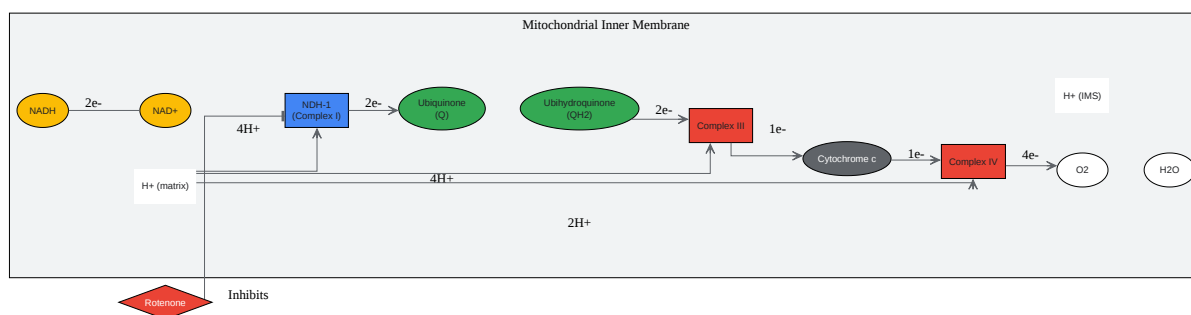 Mitochondrial Inner Membrane
H+ (IMS)
NADH
2e-
NAD+
NDH-1
(Complex I)
2e-
Ubiquinone
(Q)
Ubihydroquinone
(QH2)
2e-
Complex III
4H+
1e-
Cytochrome c
1e-
Complex IV
4e-
O2
H2O
H+ (matrix)
4H+
2H+
Rotenone
Inhibits